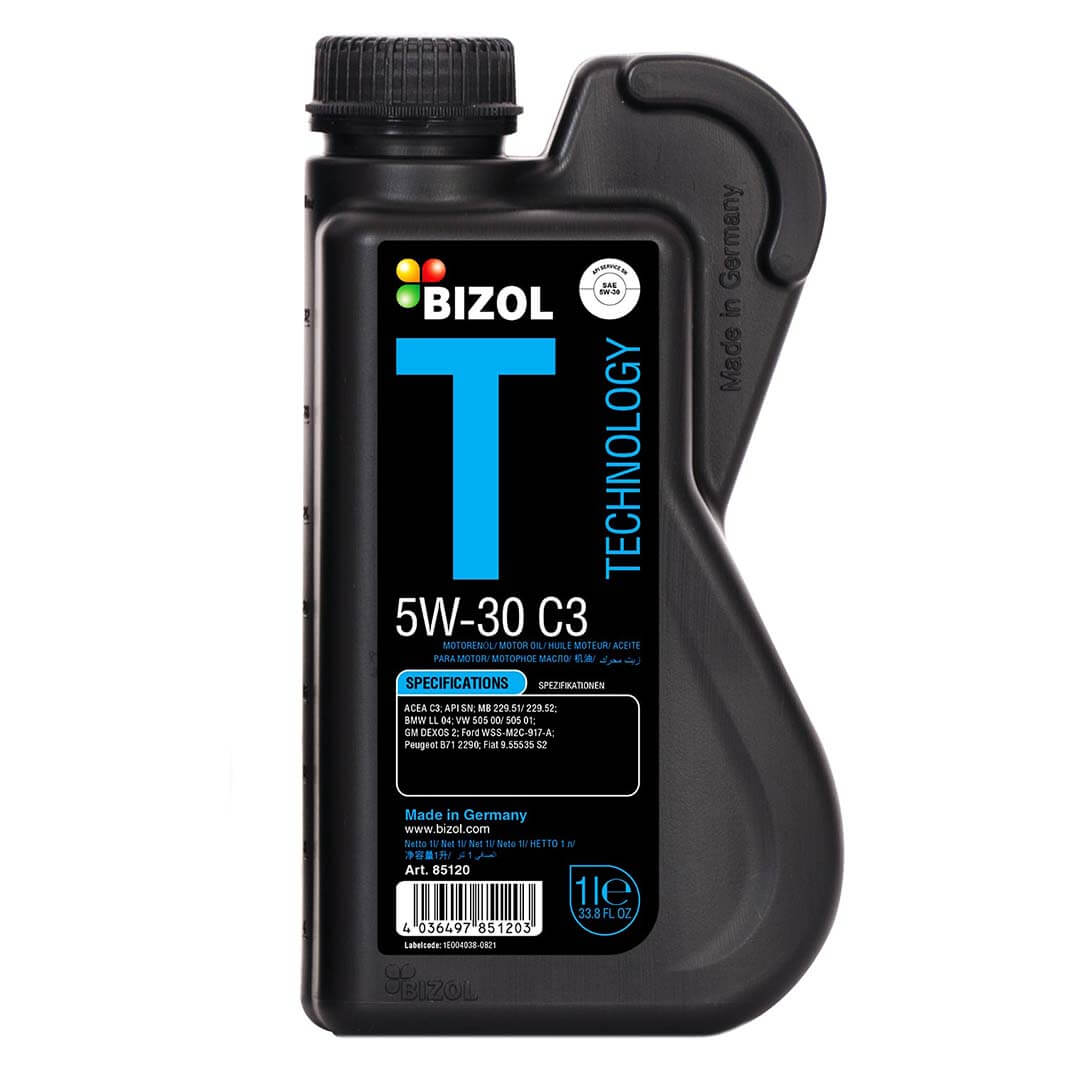 BIZOL
API SERVICE SN
SAE
5W-30
T
TECHNOLOGY
Made in Germany
5W-30 C3
MOTORENÖL/ MOTOR OIL/ HUILE MOTEUR/ ACEITE
PARA MOTOR/ МОТОРНОЕ МАСЛО/ 机油/ زيت محرك
SPECIFICATIONS
SPEZIFIKATIONEN
ACEA C3; API SN; MB 229.51/ 229.52;
BMW LL 04; VW 505 00/ 505 01;
GM DEXOS 2; Ford WSS-M2C-917-A;
Peugeot B71 2290; Fiat 9.55535 S2
Made in Germany
www.bizol.com
Netto 1l/ Net 1l/ Net 1l/ Neto 1l/ НЕТТО 1 л/
净容量1升/ الصافي 1 لتر
Art. 85120
4 036497 851203
Labelcode: 1E004038-0821
1l e
33.8 FL OZ
BIZOL